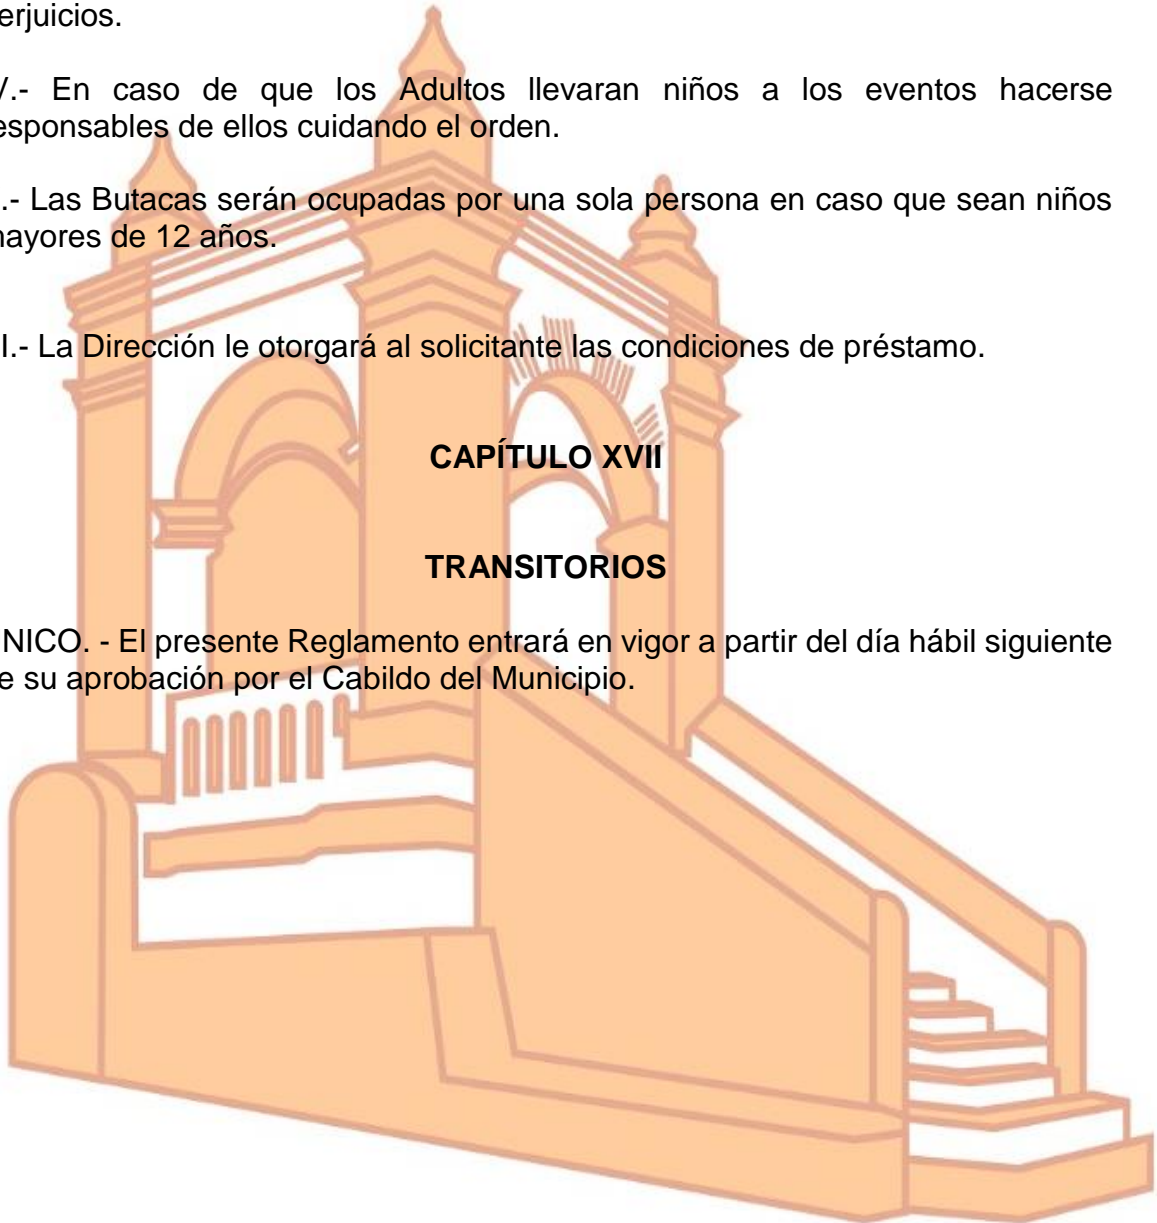 erjuicios.
V.- En caso de que los Adultos llevaran niños a los eventos hacerse
esponsables de ellos cuidando el orden.
.- Las Butacas serán ocupadas por una sola persona en caso que sean niños
nayores de 12 años.
I.- La Dirección le otorgará al solicitante las condiciones de préstamo.
CAPÍTULO XVII
TRANSITORIOS
NICO. - El presente Reglamento entrará en vigor a partir del día hábil siguiente
e su aprobación por el Cabildo del Municipio.